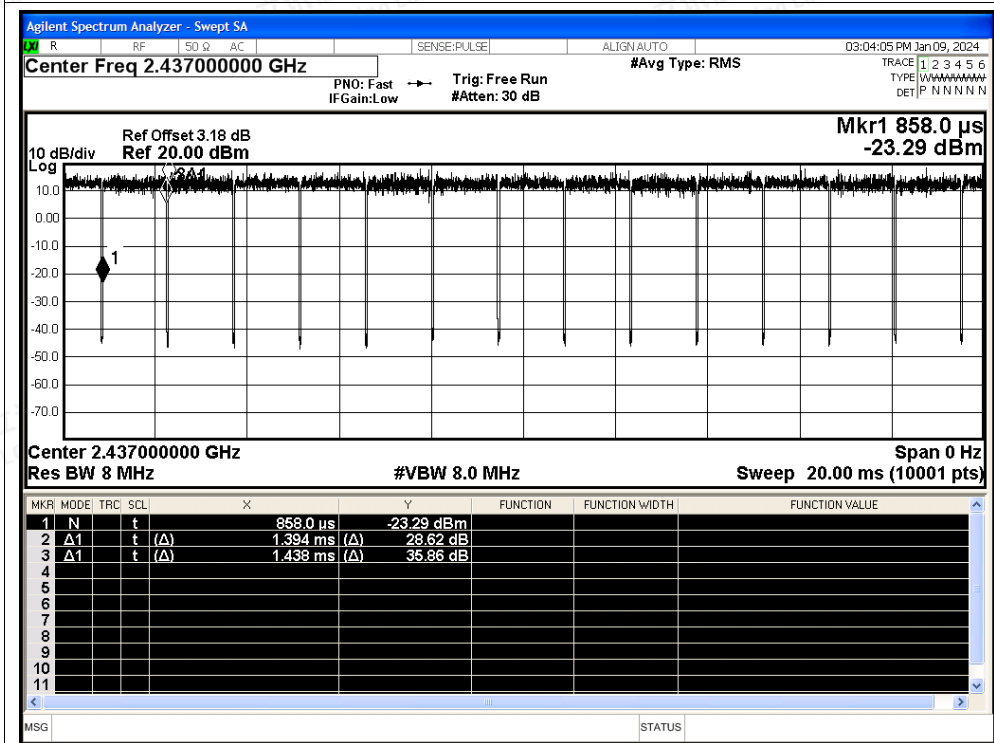 Agilent Spectrum Analyzer - Swept SA
LXI R RF 50 Ω AC SENSE:PULSE ALIGN AUTO 03:04:05 PM Jan 09, 2024
Center Freq 2.437000000 GHz #Avg Type: RMS TRACE 1 2 3 4 5 6
PNO: Fast Trig: Free Run TYPE W
IFGain:Low #Atten: 30 dB DET P N N N N N
Mkr1 858.0 µs
-23.29 dBm
Ref Offset 3.18 dB
10 dB/div Ref 20.00 dBm
Log
10.0
0.00
-10.0
1
-20.0
-30.0
-40.0
-50.0
-60.0
-70.0
Center 2.437000000 GHz Span 0 Hz
Res BW 8 MHz #VBW 8.0 MHz Sweep 20.00 ms (10001 pts)
MKR MODE TRC SCL X Y FUNCTION FUNCTION WIDTH FUNCTION VALUE
1 N t 858.0 µs -23.29 dBm
2 Δ1 t (Δ) 1.394 ms (Δ) 28.62 dB
3 Δ1 t (Δ) 1.438 ms (Δ) 35.86 dB
4
5
6
7
8
9
10
11
MSG STATUS